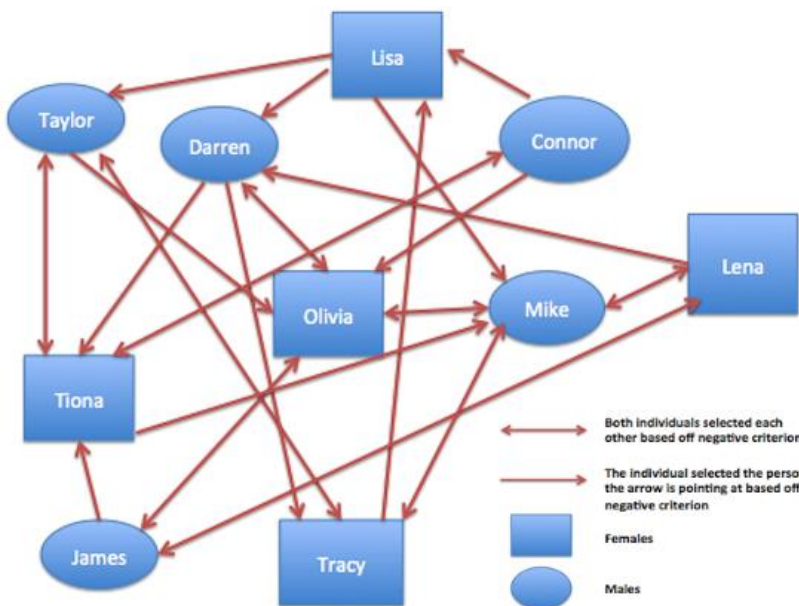 Lisa
Taylor
Darren
Connor
Lena
Olivia
Mike
Tiona
James
Tracy
Both individuals selected each
other based off negative criterion
The individual selected the perso
the arrow is pointing at based off
negative criterion
Females
Males